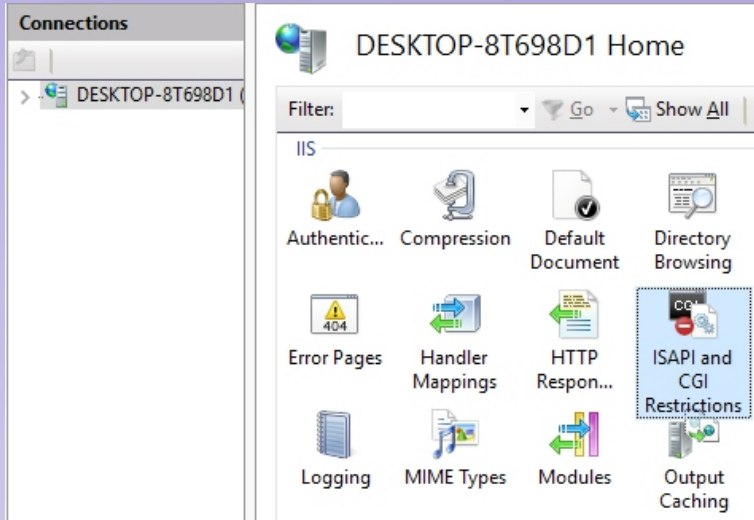 Connections
DESKTOP-8T698D1 (
DESKTOP-8T698D1 Home
Filter:
Go
Show All
IIS
Authentic...
Compression
Default
Document
Directory
Browsing
404
Error Pages
Handler
Mappings
HTTP
Respon...
CGI
ISAPI and
CGI
Restrictions
Logging
MIME Types
Modules
Output
Caching